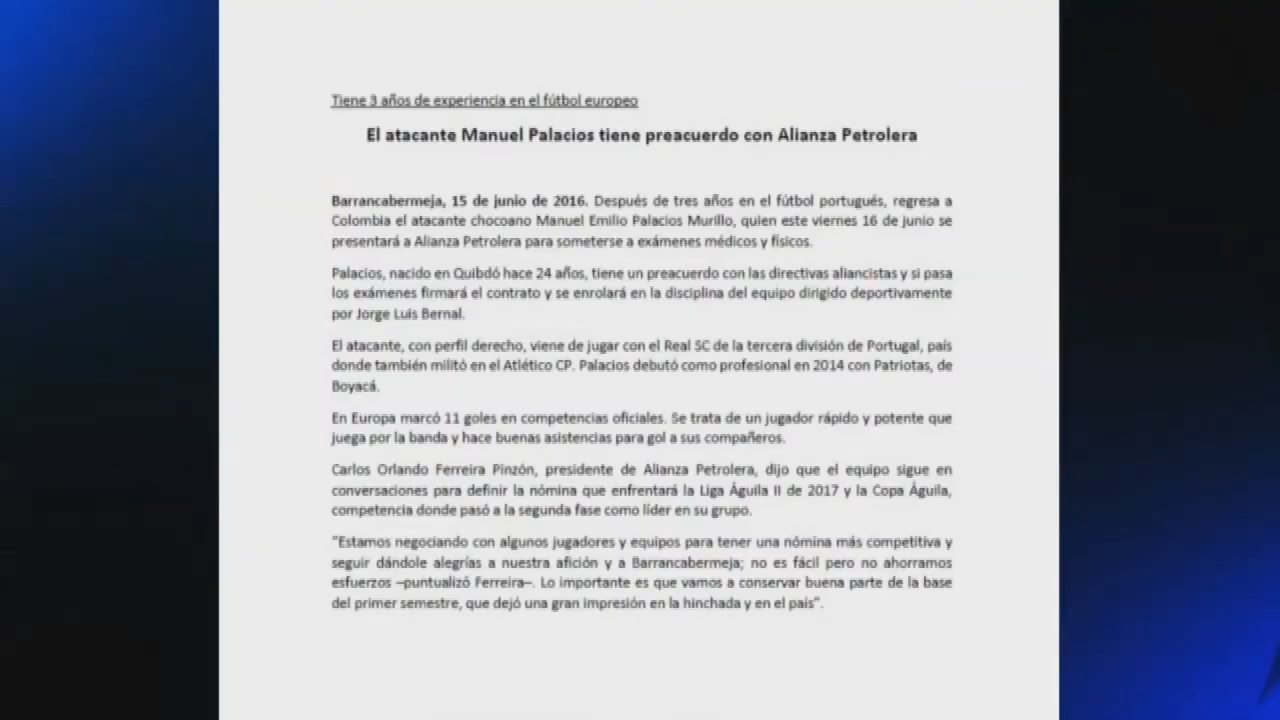 Tiene 3 años de experiencia en el fútbol europeo
El atacante Manuel Palacios tiene preacuerdo con Alianza Petrolera
Barrancabermeja, 15 de junio de 2016. Después de tres años en el fútbol portugués, regresa a
Colombia el atacante chocoano Manuel Emilio Palacios Murillo, quien este viernes 16 de junio se
presentará a Alianza Petrolera para someterse a exámenes médicos y físicos.
Palacios, nacido en Quibdó hace 24 años, tiene un preacuerdo con las directivas aliancistas y si pasa
los exámenes firmará el contrato y se enrolará en la disciplina del equipo dirigido deportivamente
por Jorge Luis Bernal.
El atacante, con perfil derecho, viene de jugar con el Real SC de la tercera división de Portugal, país
donde también militó en el Atlético CP. Palacios debutó como profesional en 2014 con Patriotas, de
Boyacá.
En Europa marcó 11 goles en competencias oficiales. Se trata de un jugador rápido y potente que
juega por la banda y hace buenas asistencias para gol a sus compañeros.
Carlos Orlando Ferreira Pinzón, presidente de Alianza Petrolera, dijo que el equipo sigue en
conversaciones para definir la nómina que enfrentará la Liga Águila II de 2017 y la Copa Águila,
competencia donde pasó a la segunda fase como líder en su grupo.
"Estamos negociando con algunos jugadores y equipos para tener una nómina más competitiva y
seguir dándole alegrías a nuestra afición y a Barrancabermeja; no es fácil pero no ahorramos
esfuerzos –puntualizó Ferreira–. Lo importante es que vamos a conservar buena parte de la base
del primer semestre, que dejó una gran impresión en la hinchada y en el país".